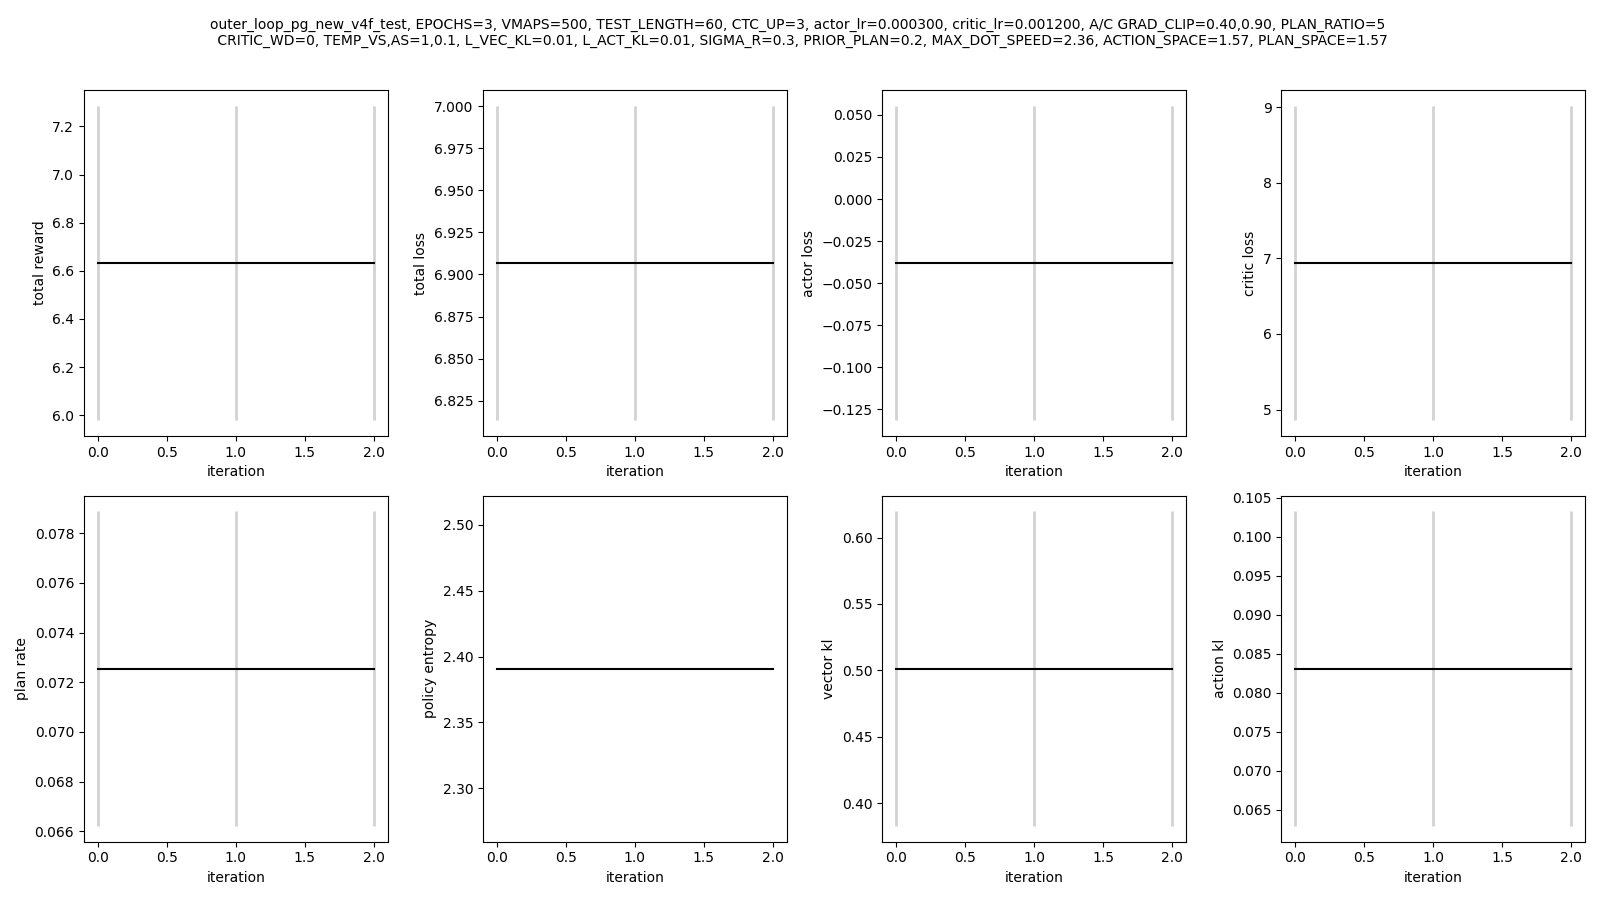 outer_loop_pg_new_v4f_test, EPOCHS=3, VMAPS=500, TEST_LENGTH=60, CTC_UP=3, actor_lr=0.000300, critic_lr=0.001200, A/C GRAD_CLIP=0.40,0.90, PLAN_RATIO=5
CRITIC_WD=0, TEMP_VS,AS=1,0.1, L_VEC_KL=0.01, L_ACT_KL=0.01, SIGMA_R=0.3, PRIOR_PLAN=0.2, MAX_DOT_SPEED=2.36, ACTION_SPACE=1.57, PLAN_SPACE=1.57
total reward
7.2
7.0
6.8
6.6
6.4
6.2
6.0
0.0 0.5 1.0 1.5 2.0
iteration
total loss
7.000
6.975
6.950
6.925
6.900
6.875
6.850
6.825
0.0 0.5 1.0 1.5 2.0
iteration
actor loss
0.050
0.025
0.000
−0.025
−0.050
−0.075
−0.100
−0.125
0.0 0.5 1.0 1.5 2.0
iteration
critic loss
9
8
7
6
5
0.0 0.5 1.0 1.5 2.0
iteration
plan rate
0.078
0.076
0.074
0.072
0.070
0.068
0.066
0.0 0.5 1.0 1.5 2.0
iteration
policy entropy
2.50
2.45
2.40
2.35
2.30
0.0 0.5 1.0 1.5 2.0
iteration
vector kl
0.60
0.55
0.50
0.45
0.40
0.0 0.5 1.0 1.5 2.0
iteration
action kl
0.105
0.100
0.095
0.090
0.085
0.080
0.075
0.070
0.065
0.0 0.5 1.0 1.5 2.0
iteration